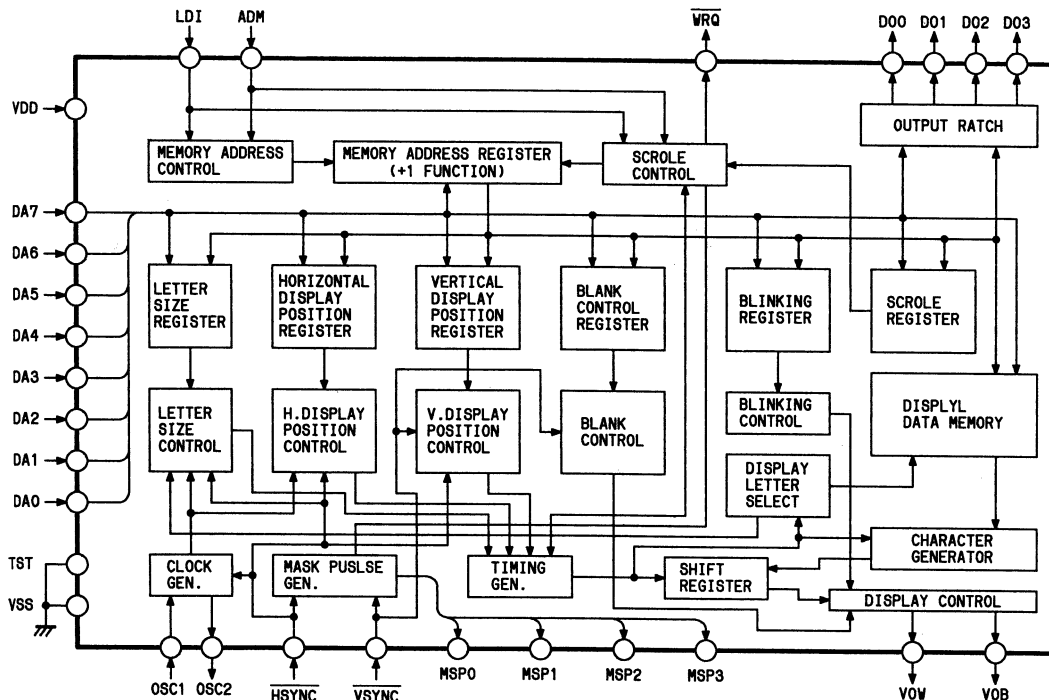 LDI
ADM
WRQ
DO0
DO1
DO2
DO3
VDD
OUTPUT RATCH
MEMORY ADDRESS
CONTROL
MEMORY ADDRESS REGISTER
(+1 FUNCTION)
SCROLE
CONTROL
DA7
DA6
DA5
DA4
DA3
DA2
DA1
DA0
LETTER
SIZE
REGISTER
HORIZONTAL
DISPLAY
POSITION
REGISTER
VERTICAL
DISPLAY
POSITION
REGISTER
BLANK
CONTROL
REGISTER
BLINKING
REGISTER
SCROLE
REGISTER
LETTER
SIZE
CONTROL
H.DISPLAY
POSITION
CONTROL
V.DISPLAY
POSITION
CONTROL
BLANK
CONTROL
BLINKING
CONTROL
DISPLYL
DATA MEMORY
DISPLAY
LETTER
SELECT
TST
VSS
CLOCK
GEN.
MASK PUSLSE
GEN.
TIMING
GEN.
SHIFT
REGISTER
CHARACTER
GENERATOR
DISPLAY CONTROL
OSC1
OSC2
HSYNC
VSYNC
MSP0
MSP1
MSP2
MSP3
VOW
VOB